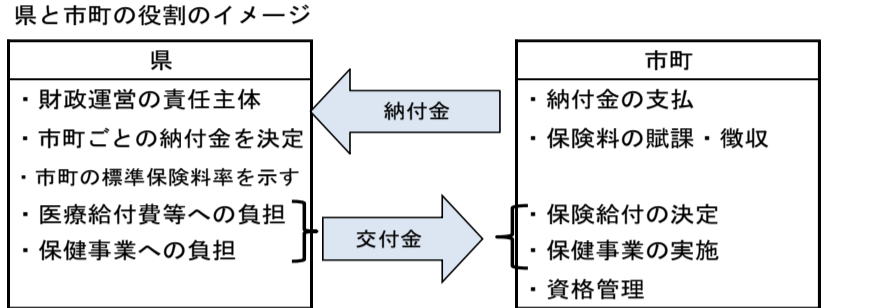 県と市町の役割のイメージ
県
・財政運営の責任主体
・市町ごとの納付金を決定
・市町の標準保険料率を示す
・医療給付費等への負担
・保健事業への負担
納付金
交付金
市町
・納付金の支払
・保険料の賦課・徴収
・保険給付の決定
・保健事業の実施
・資格管理